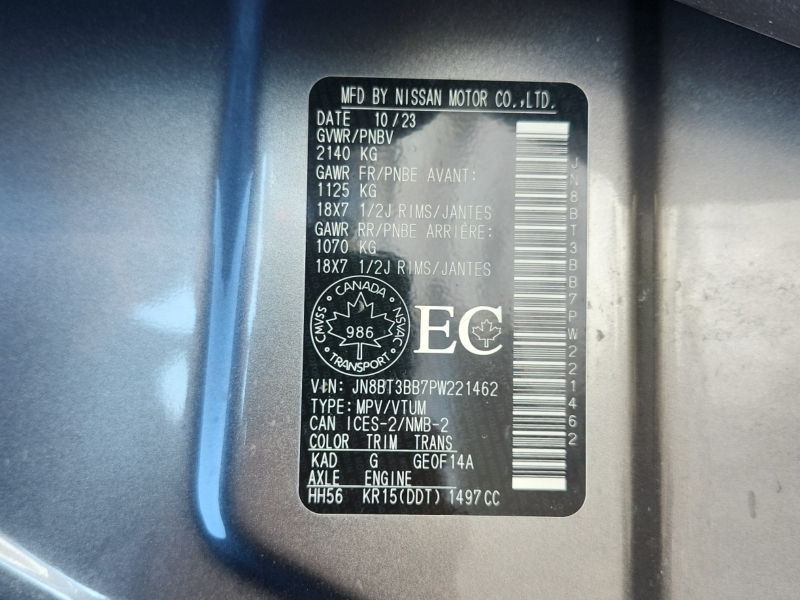 MFD BY NISSAN MOTOR CO.,LTD.
DATE 10/23
GVWR/PNBV
2140 KG
GAWR FR/PNBE AVANT:
1125 KG
18X7 1/2J RIMS/JANTES
GAWR RR/PNBE ARRIÈRE:
1070 KG
18X7 1/2J RIMS/JANTES
CANADA
CMVSS
986
NSVAC
TRANSPORT
EC
VIN: JN8BT3BB7PW221462
TYPE: MPV/VTUM
CAN ICES-2/NMB-2
COLOR TRIM TRANS
KAD G GE0F14A
AXLE ENGINE
HH56 KR15(DDT) 1497CC
JN8BT3BB7PW221462